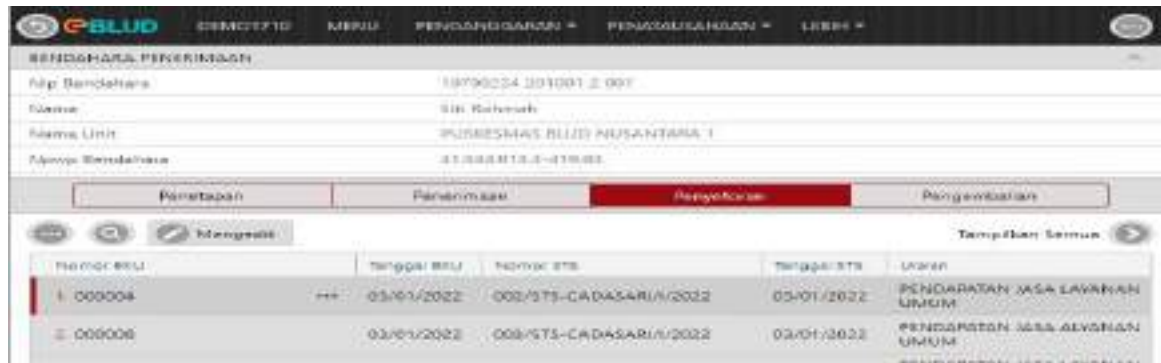 eBLUD DEMO1710 MENU PENGANGGARAN PENATAUSAHAAN LEBIH
BENDAHARA PENERIMAAN
Nip Bendahara 19790224 201001 2 001
Nama Siti Rohmah
Nama Unit PUSKESMAS BLUD NUSANTARA 1
Npwp Bendahara
Penetapan Penerimaan Penyetoran Pengembalian
Mengedit Tampilkan Semua
Nomor BKU Tanggal BKU Nomor STS Tanggal STS Uraian
1 000004 03/01/2022 002/STS-CADASARI/I/2022 03/01/2022 PENDAPATAN JASA LAYANAN
UMUM
2 000006 03/01/2022 003/STS-CADASARI/I/2022 03/01/2022 PENDAPATAN JASA
UMUM